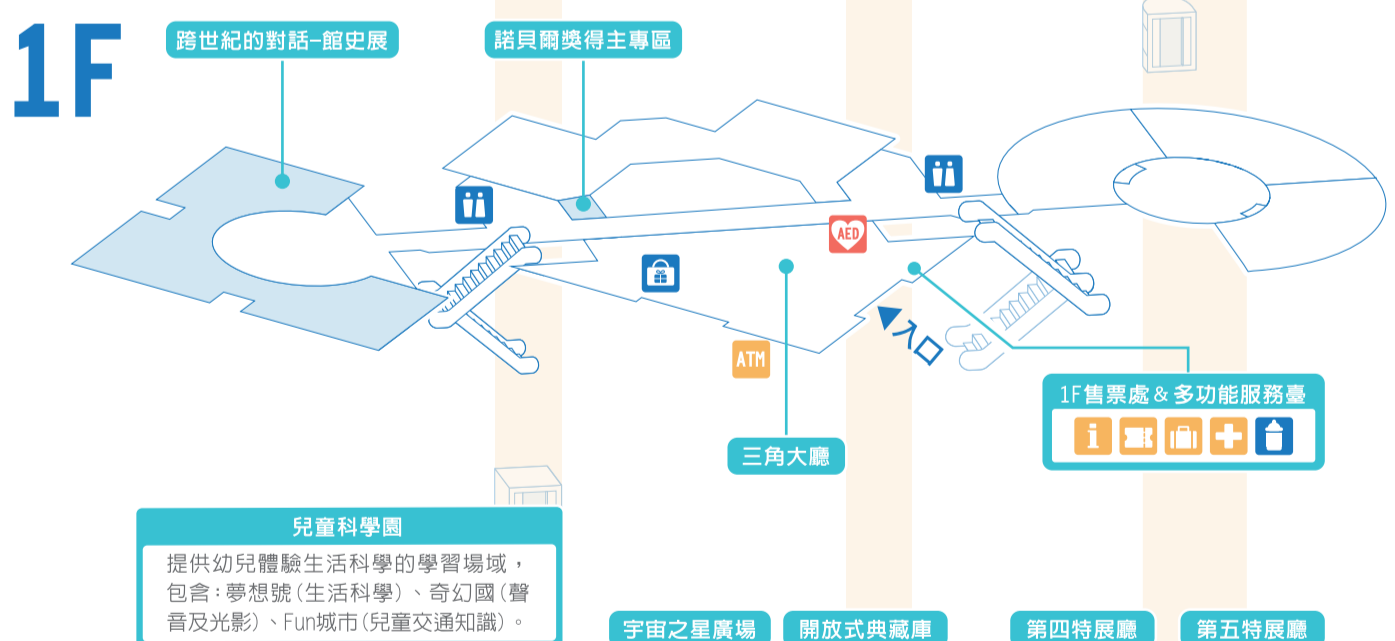 1F
跨世紀的對話-館史展
諾貝爾獎得主專區
AED
入口
ATM
1F售票處&多功能服務臺
i
三角大廳
兒童科學園
提供幼兒體驗生活科學的學習場域，
包含：夢想號(生活科學)、奇幻國(聲
音及光影)、Fun城市(兒童交通知識)。
宇宙之星廣場
開放式典藏庫
第四特展廳
第五特展廳